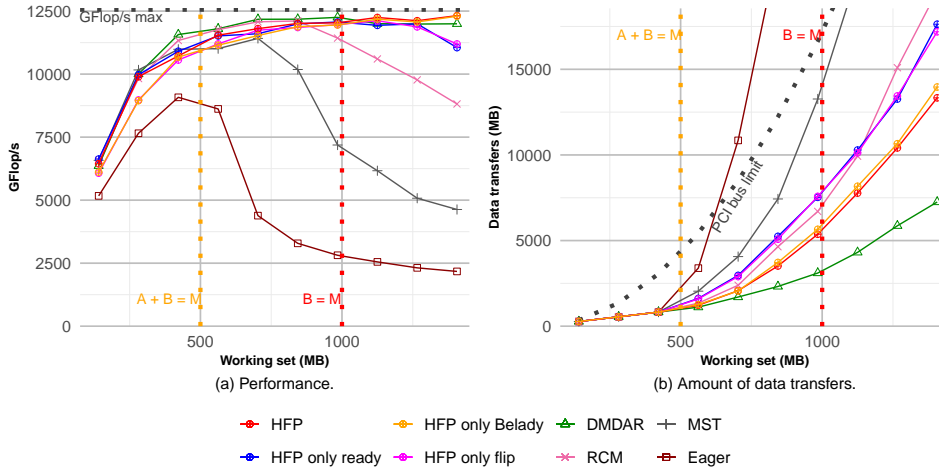 12500
10000
7500
5000
2500
0
GFlop/s
GFlop/s max
A + B = M
B = M
500
1000
Working set (MB)
(a) Performance.
15000
10000
5000
0
Data transfers (MB)
A + B = M
B = M
PCI bus limit
500
1000
Working set (MB)
(b) Amount of data transfers.
HFP
HFP only Belady
DMDAR
MST
HFP only ready
HFP only flip
RCM
Eager